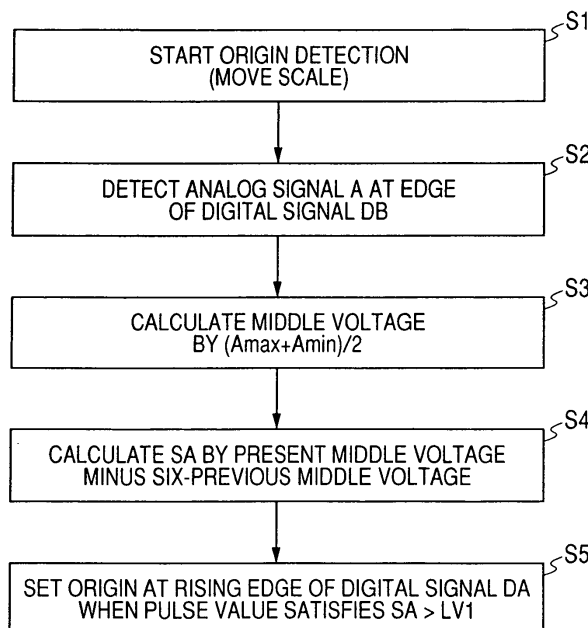 S1
START ORIGIN DETECTION
(MOVE SCALE)
S2
DETECT ANALOG SIGNAL A AT EDGE
OF DIGITAL SIGNAL DB
S3
CALCULATE MIDDLE VOLTAGE
BY (Amax+Amin)/2
S4
CALCULATE SA BY PRESENT MIDDLE VOLTAGE
MINUS SIX-PREVIOUS MIDDLE VOLTAGE
S5
SET ORIGIN AT RISING EDGE OF DIGITAL SIGNAL DA
WHEN PULSE VALUE SATISFIES SA > LV1